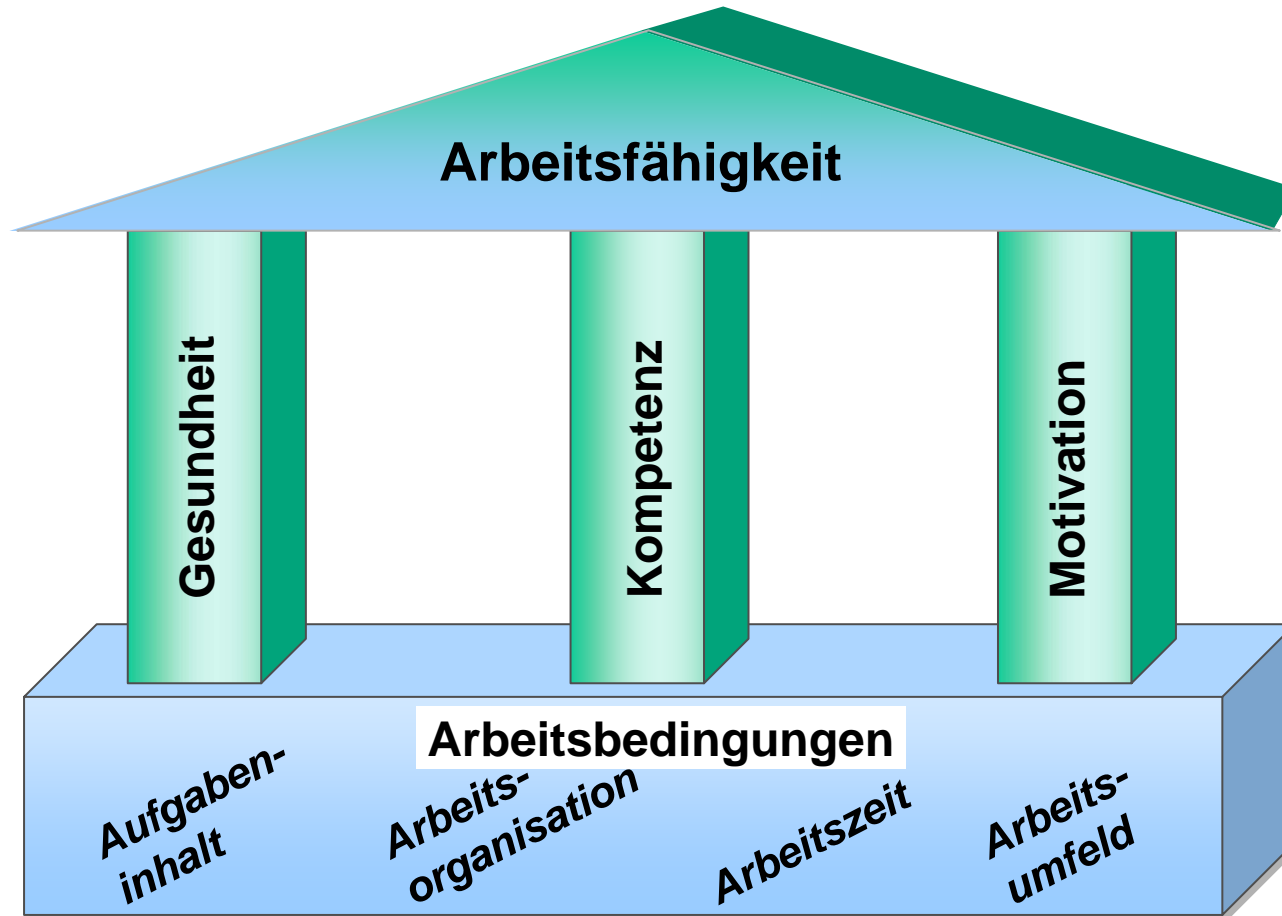 Arbeitsfähigkeit
Gesundheit
Kompetenz
Motivation
Arbeitsbedingungen
Aufgaben-
inhalt
Arbeits-
organisation
Arbeitszeit
Arbeits-
umfeld